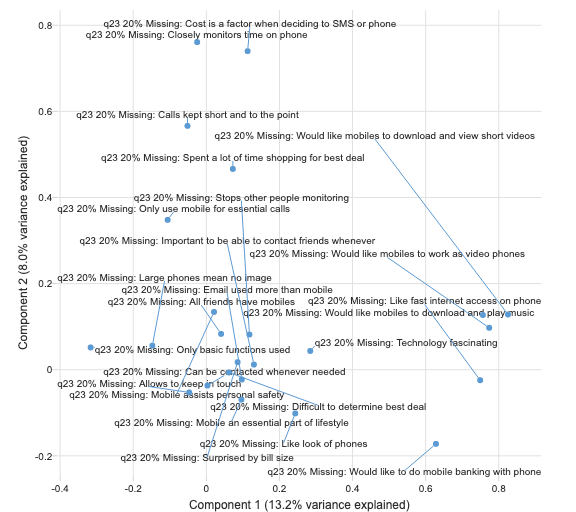 0.8
q23 20% Missing: Cost is a factor when deciding to SMS or phone
q23 20% Missing: Closely monitors time on phone
0.6
q23 20% Missing: Calls kept short and to the point
q23 20% Missing: Would like mobiles to download and view short videos
q23 20% Missing: Spent a lot of time shopping for best deal
0.4
q23 20% Missing: Stops other people monitoring
q23 20% Missing: Only use mobile for essential calls
q23 20% Missing: Important to be able to contact friends whenever
q23 20% Missing: Would like mobiles to work as video phones
0.2
q23 20% Missing: Large phones mean no image
q23 20% Missing: Email used more than mobile
q23 20% Missing: All friends have mobiles
q23 20% Missing: Like fast internet access on phone
q23 20% Missing: Would like mobiles to download and play music
q23 20% Missing: Technology fascinating
q23 20% Missing: Only basic functions used
0
q23 20% Missing: Can be contacted whenever needed
q23 20% Missing: Allows to keep in touch
q23 20% Missing: Mobile assists personal safety
q23 20% Missing: Difficult to determine best deal
q23 20% Missing: Mobile an essential part of lifestyle
q23 20% Missing: Like look of phones
-0.2
q23 20% Missing: Surprised by bill size
q23 20% Missing: Would like to do mobile banking with phone
-0.4 -0.2 0 0.2 0.4 0.6 0.8
Component 1 (13.2% variance explained)
Component 2 (8.0% variance explained)